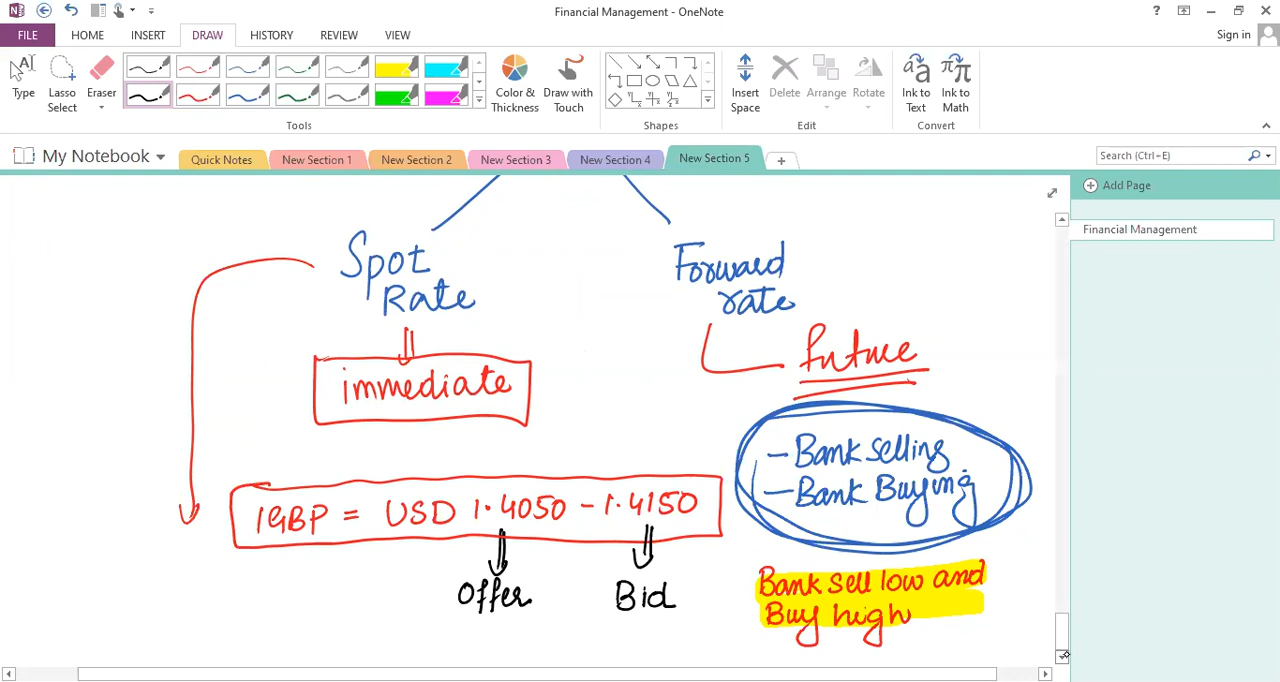 Financial Management - OneNote
?
Sign in
FILE HOME INSERT DRAW HISTORY REVIEW VIEW
Type
Lasso Select
Eraser
Color & Thickness
Draw with Touch
Insert Space
Delete
Arrange
Rotate
Ink to Text
Ink to Math
Tools
Shapes
Edit
Convert
My Notebook
Quick Notes New Section 1 New Section 2 New Section 3 New Section 4 New Section 5
Search (Ctrl+E)
Add Page
Financial Management
Spot
Rate
Forward
rate
immediate
future
- Bank selling
- Bank Buying
1GBP = USD 1.4050 - 1.4150
Offer
Bid
Bank sell low and
Buy high